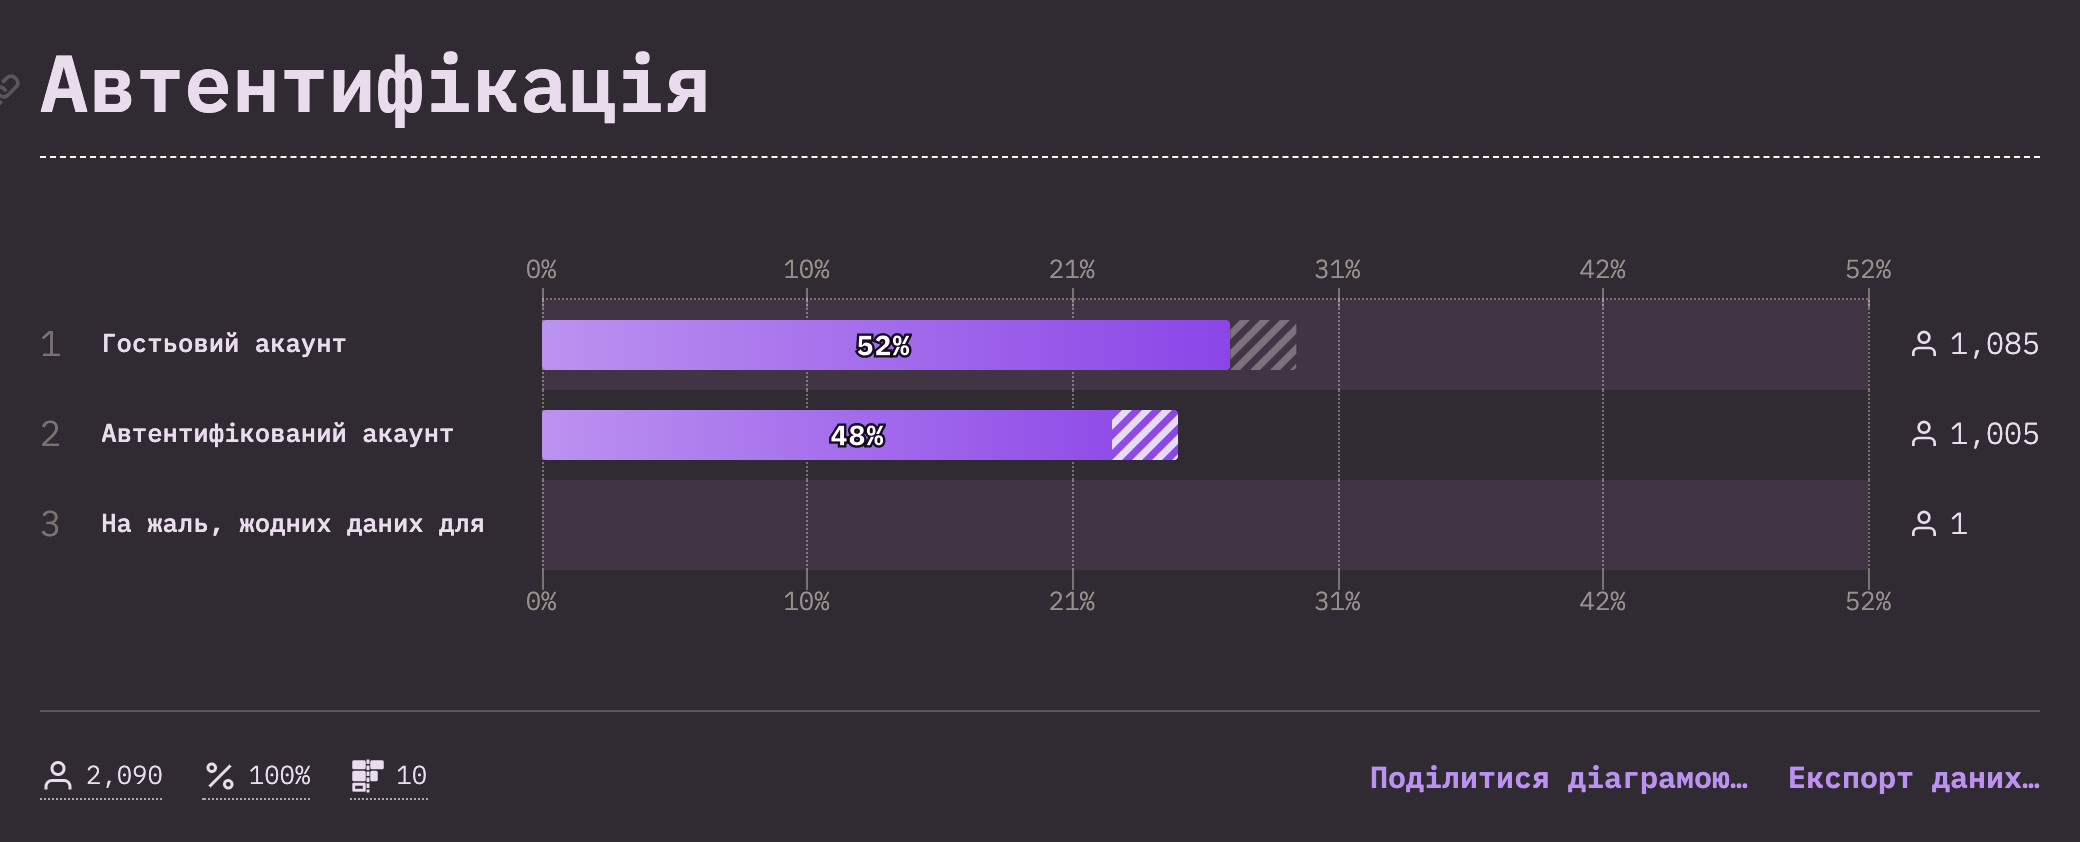 Автентифікація
0% 10% 21% 31% 42% 52%
1 Гостьовий акаунт 52% 1,085
2 Автентифікований акаунт 48% 1,005
3 На жаль, жодних даних для 1
0% 10% 21% 31% 42% 52%
2,090 100% 10 Поділитися діаграмою… Експорт даних…